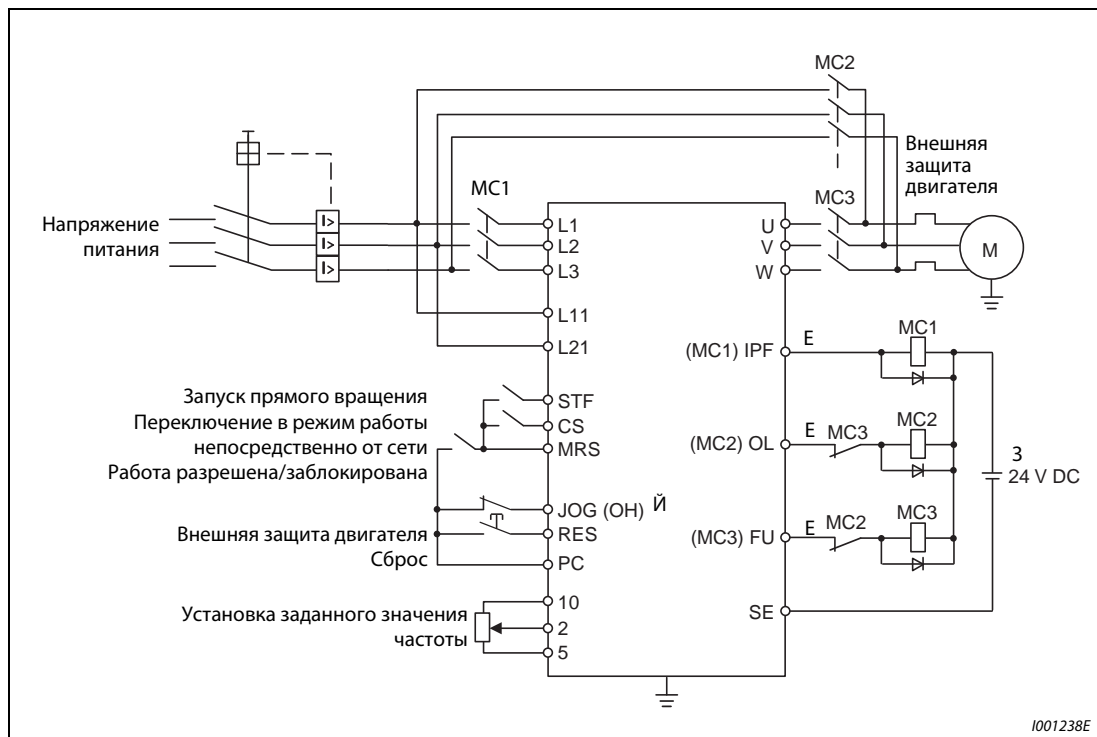 MC2
Внешняя
защита
двигателя
MC1
MC3
Напряжение
питания
I>
I>
I>
L1
L2
L3
L11
L21
U
V
W
M
(MC1) IPF
E
MC1
Запуск прямого вращения
Переключение в режим работы
непосредственно от сети
Работа разрешена/заблокирована
STF
CS
MRS
(MC2) OL
E
MC3
MC2
3
24 V DC
JOG (OH) Й
RES
PC
Внешняя защита двигателя
Сброс
(MC3) FU
E
MC2
MC3
SE
Установка заданного значения
частоты
10
2
5
I001238E